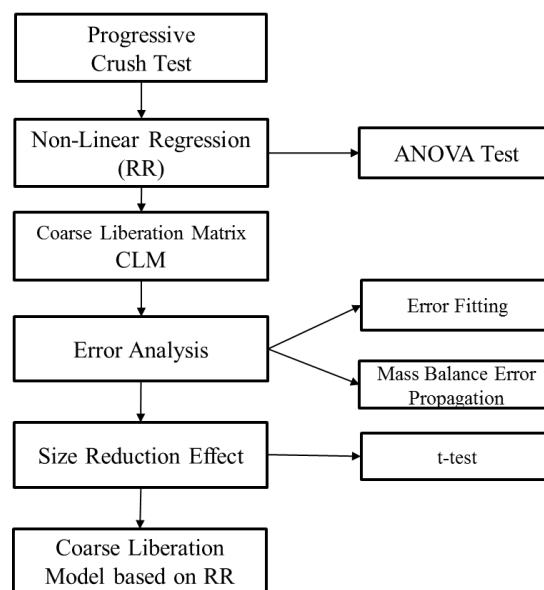 Progressive
Crush Test
Non-Linear Regression
(RR)
ANOVA Test
Coarse Liberation Matrix
CLM
Error Analysis
Error Fitting
Mass Balance Error
Propagation
Size Reduction Effect
t-test
Coarse Liberation
Model based on RR